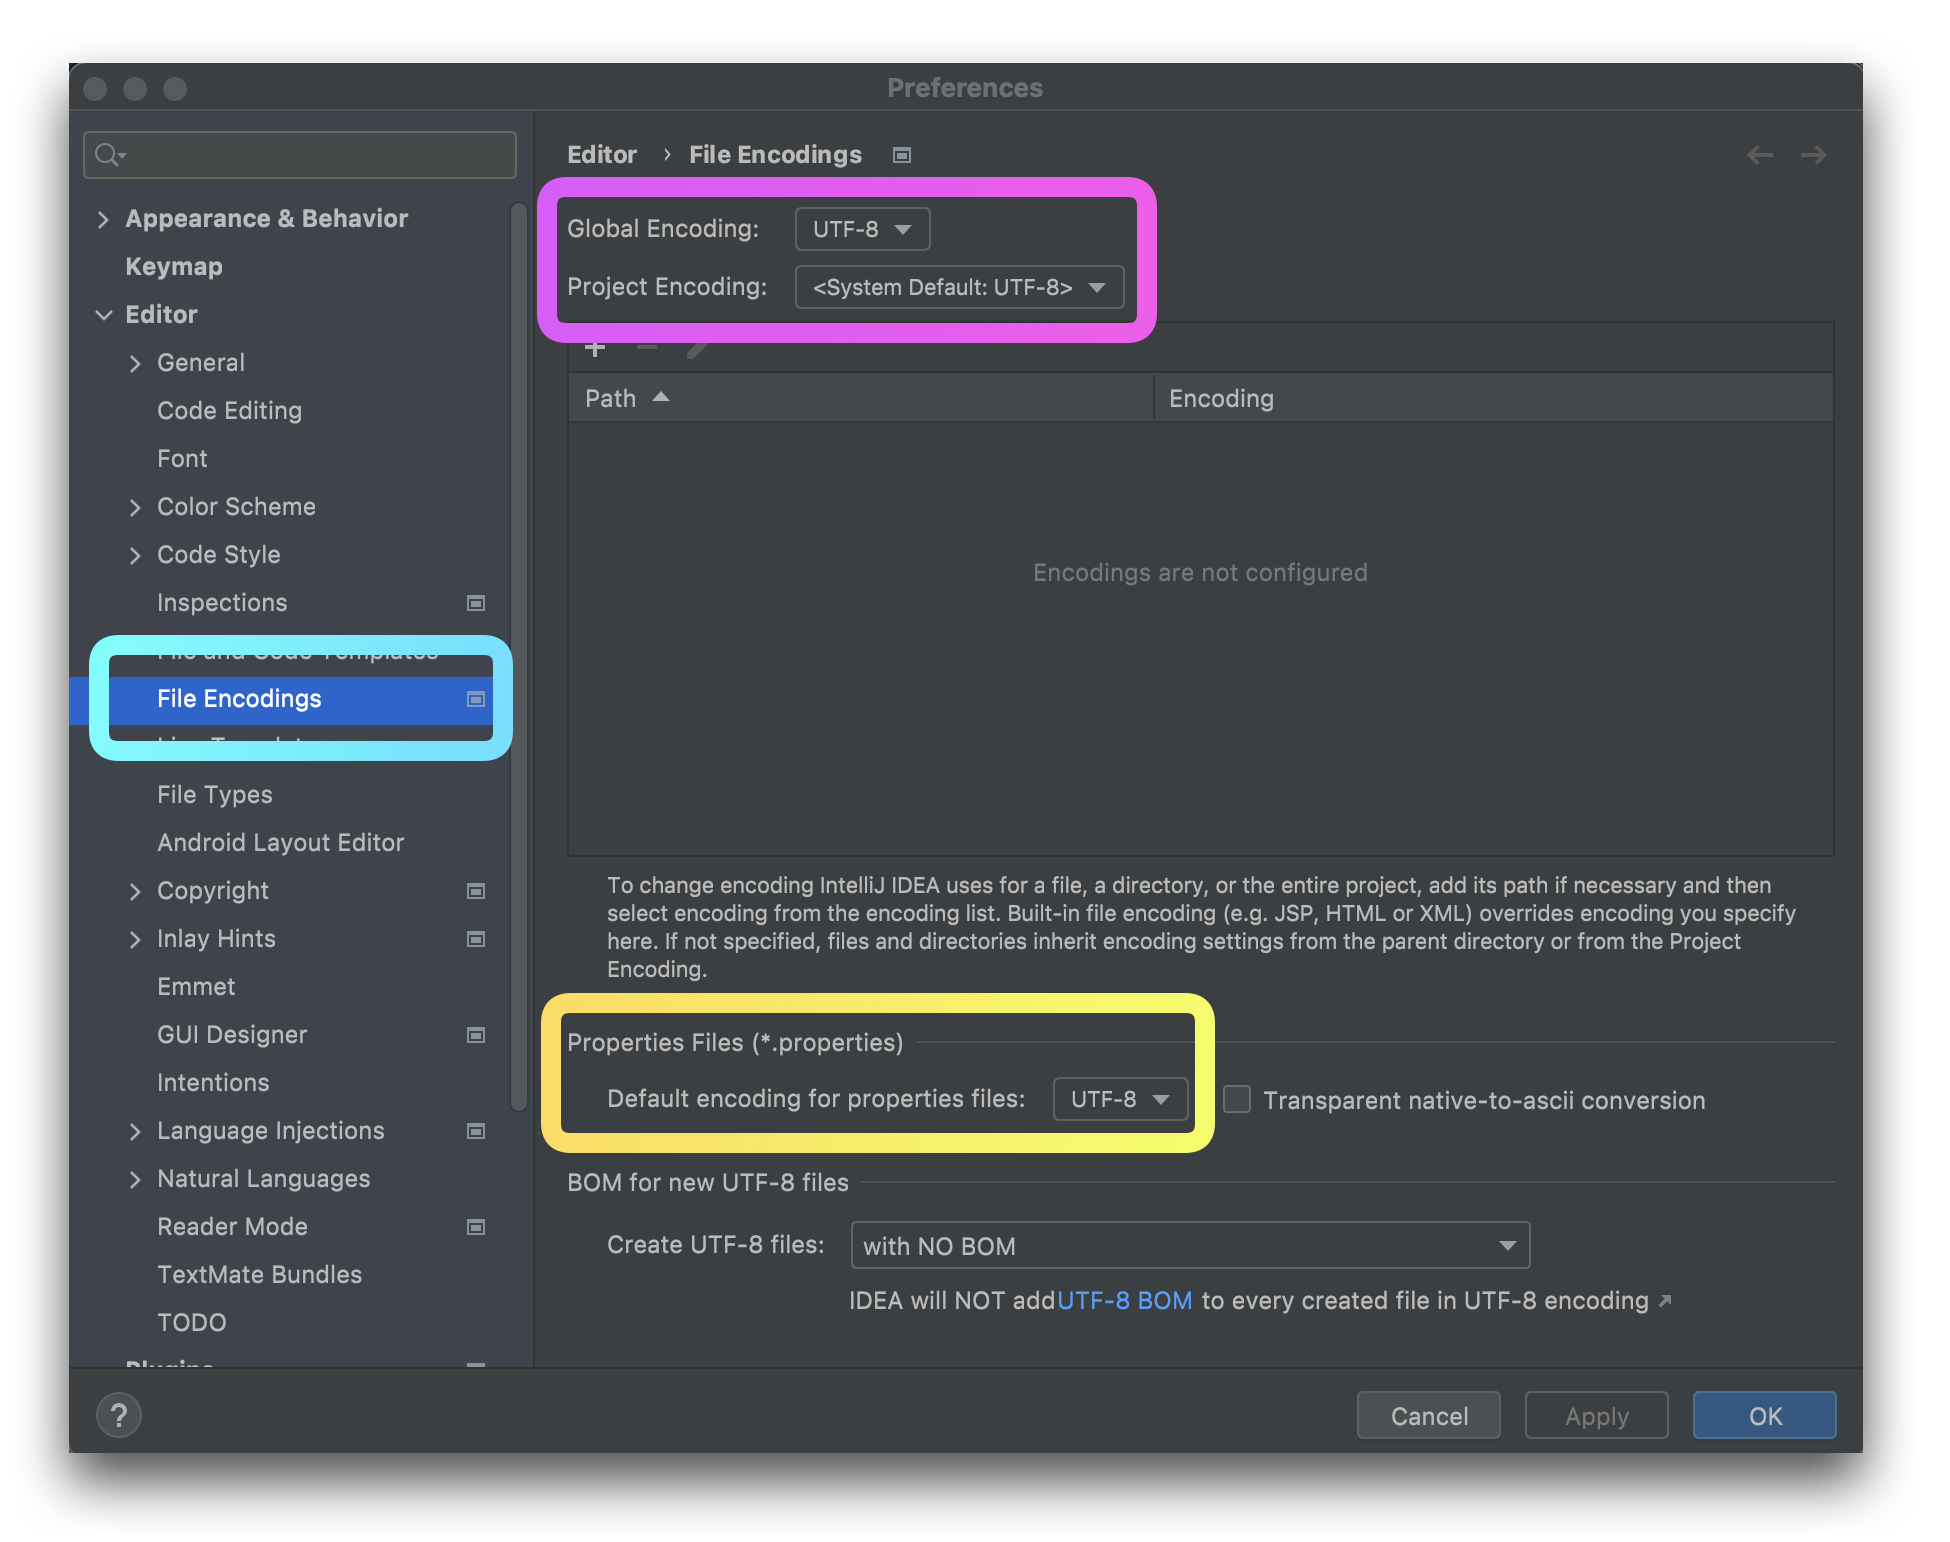 Preferences
Appearance & Behavior
Keymap
Editor
General
Code Editing
Font
Color Scheme
Code Style
Inspections
File and Code Templates
File Encodings
File Types
Android Layout Editor
Copyright
Inlay Hints
Emmet
GUI Designer
Intentions
Language Injections
Natural Languages
Reader Mode
TextMate Bundles
TODO
Plugins
Editor › File Encodings
Global Encoding: UTF-8
Project Encoding: <System Default: UTF-8>
Path Encoding
Encodings are not configured
To change encoding IntelliJ IDEA uses for a file, a directory, or the entire project, add its path if necessary and then
select encoding from the encoding list. Built-in file encoding (e.g. JSP, HTML or XML) overrides encoding you specify
here. If not specified, files and directories inherit encoding settings from the parent directory or from the Project
Encoding.
Properties Files (*.properties)
Default encoding for properties files: UTF-8 Transparent native-to-ascii conversion
BOM for new UTF-8 files
Create UTF-8 files: with NO BOM
IDEA will NOT add UTF-8 BOM to every created file in UTF-8 encoding
? Cancel Apply OK